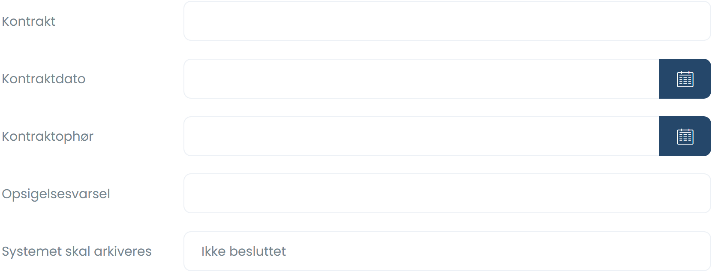 Kontrakt
Kontraktdato
Kontraktophør
Opsigelsesvarsel
Systemet skal arkiveres Ikke besluttet